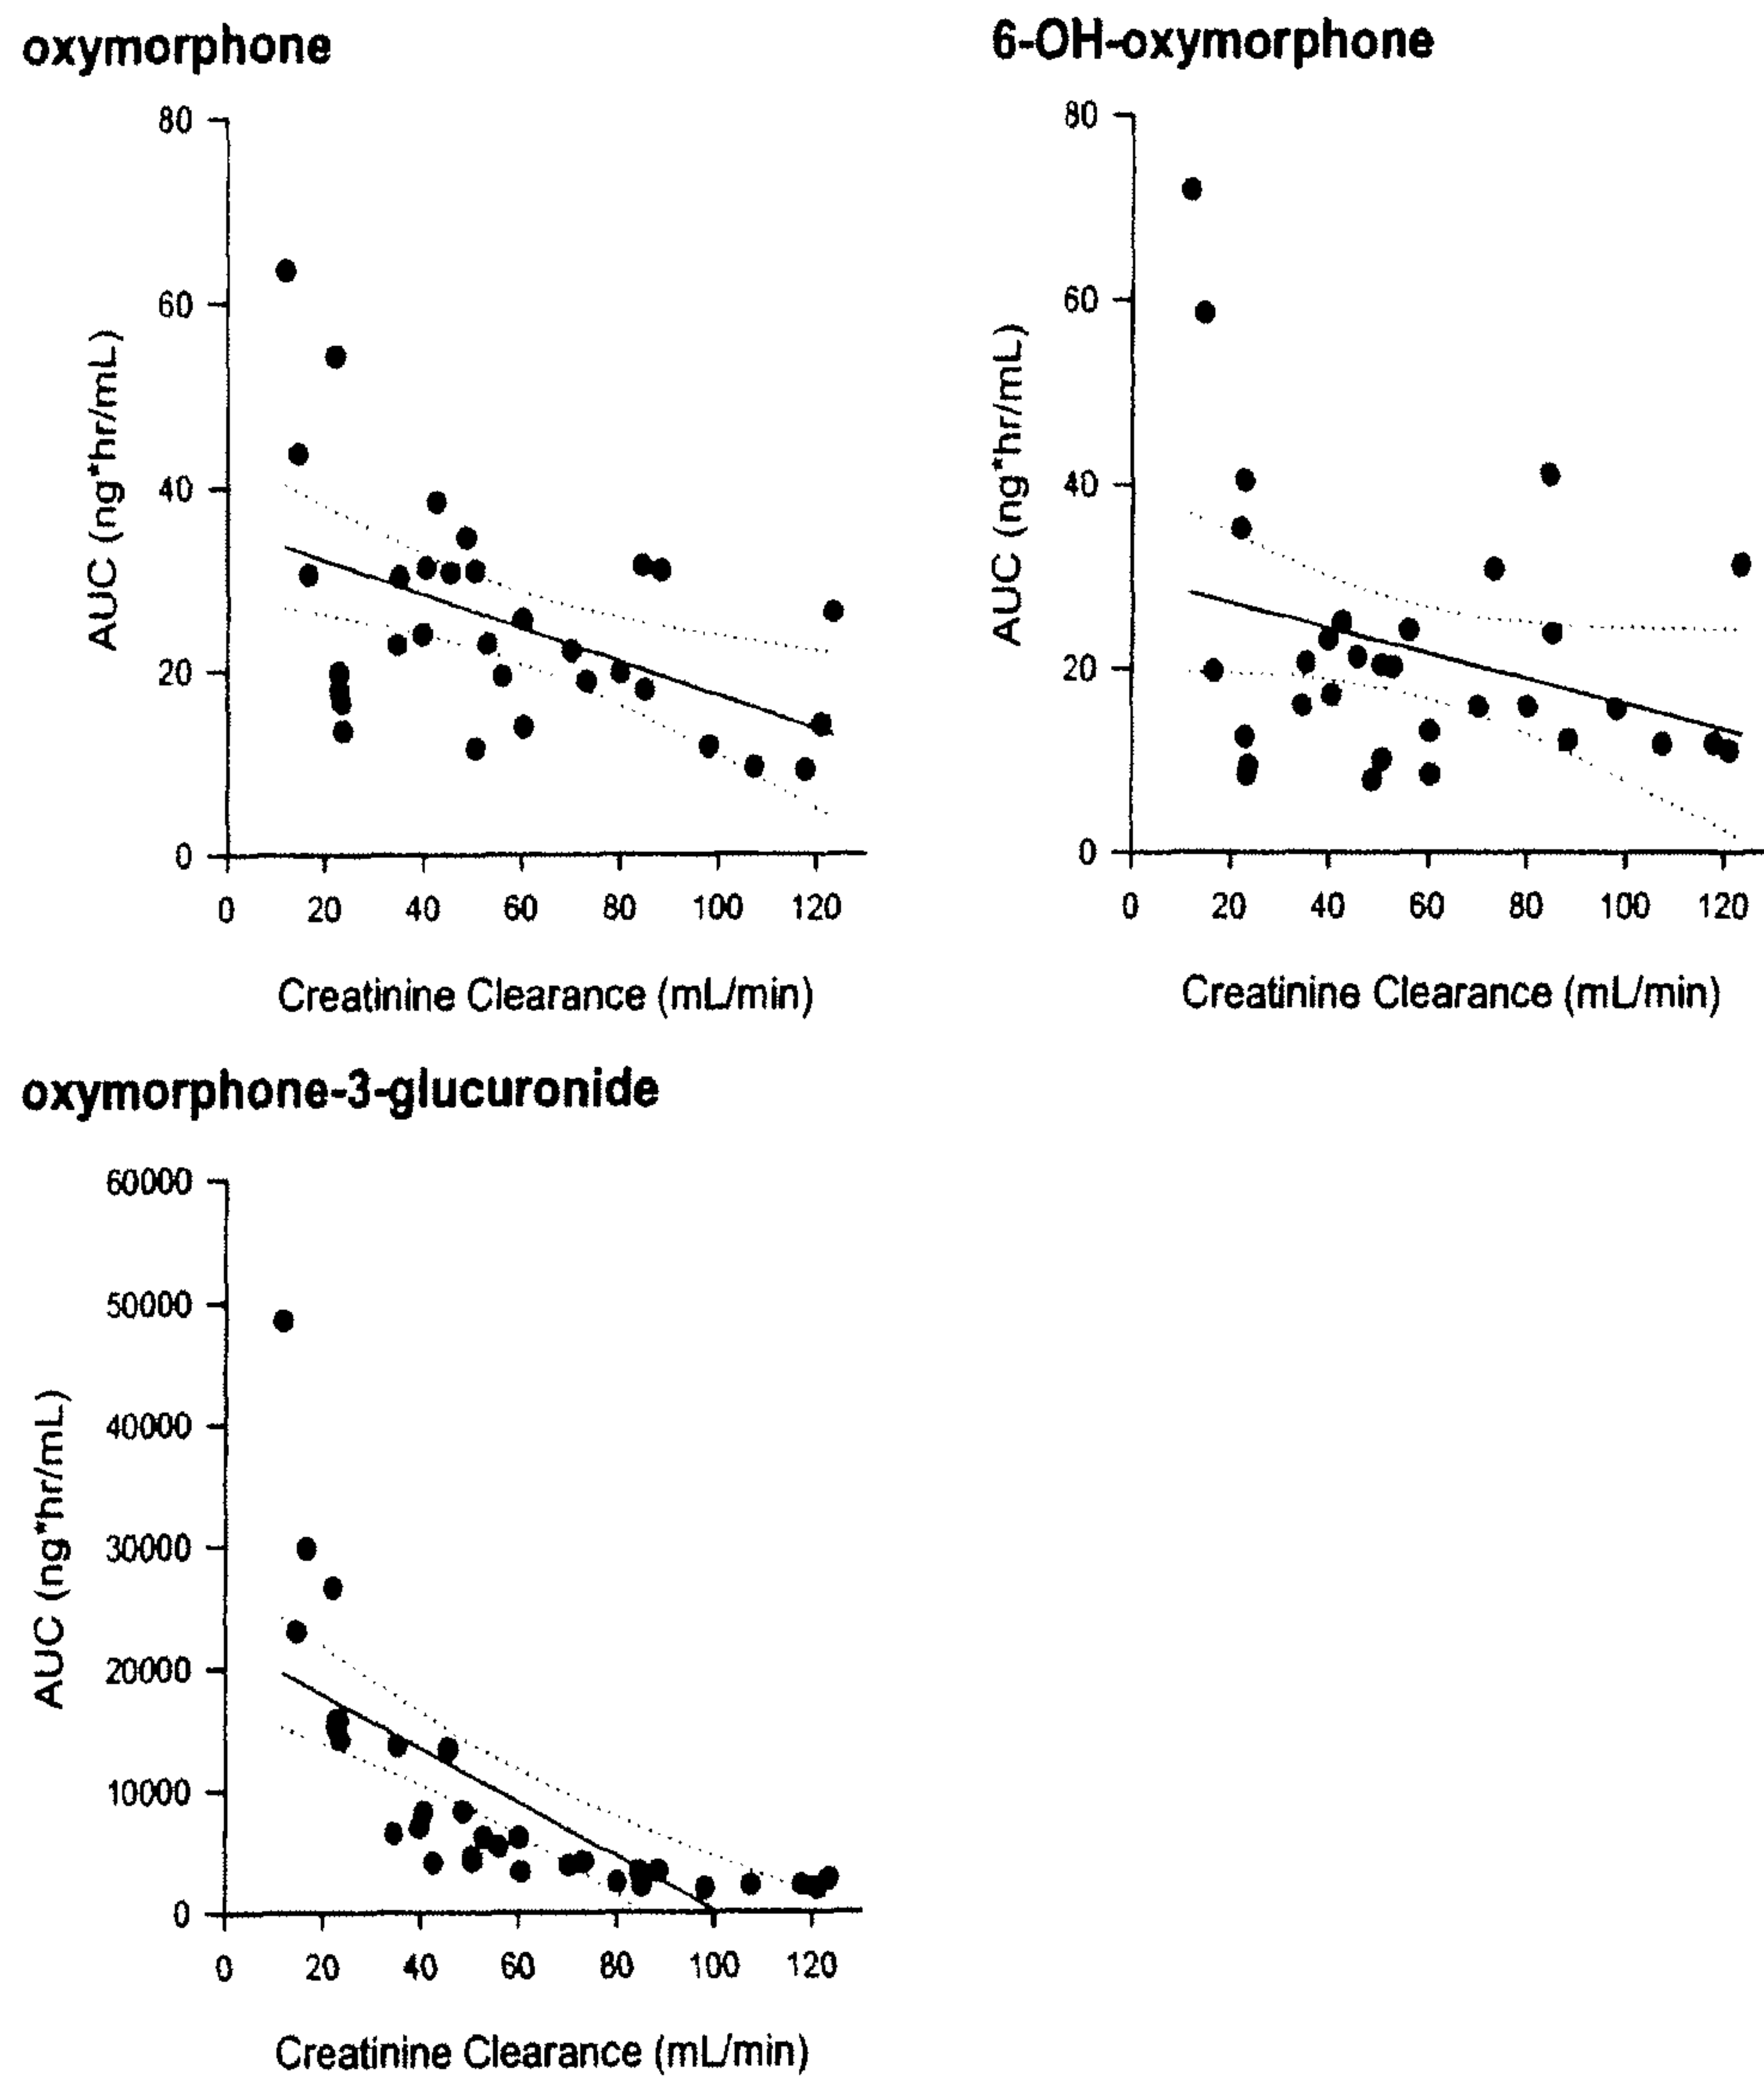 oxymorphone
80
60
40
20
0
AUC (ng*hr/mL)
0 20 40 60 80 100 120
Creatinine Clearance (mL/min)
6-OH-oxymorphone
80
60
40
20
0
AUC (ng*hr/mL)
0 20 40 60 80 100 120
Creatinine Clearance (mL/min)
oxymorphone-3-glucuronide
60000
50000
40000
30000
20000
10000
0
AUC (ng*hr/mL)
0 20 40 60 80 100 120
Creatinine Clearance (mL/min)